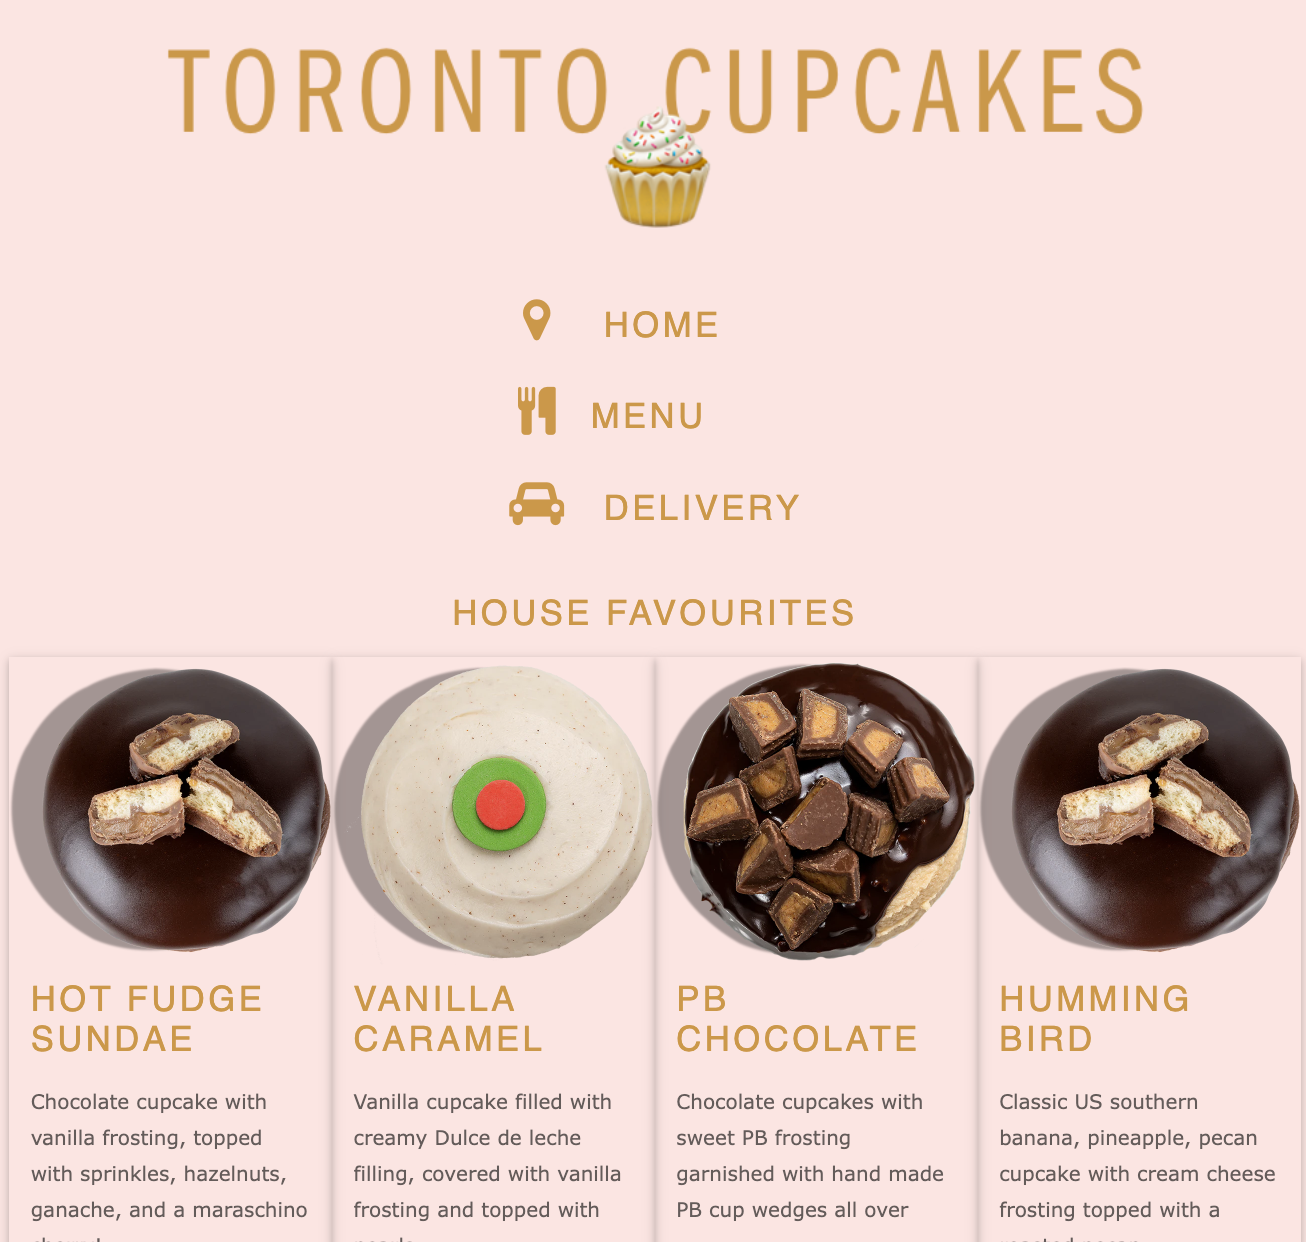 TORONTO CUPCAKES
HOME
MENU
DELIVERY
HOUSE FAVOURITES
HOT FUDGE
SUNDAE
Chocolate cupcake with
vanilla frosting, topped
with sprinkles, hazelnuts,
ganache, and a maraschino
VANILLA
CARAMEL
Vanilla cupcake filled with
creamy Dulce de leche
filling, covered with vanilla
frosting and topped with
PB
CHOCOLATE
Chocolate cupcakes with
sweet PB frosting
garnished with hand made
PB cup wedges all over
HUMMING
BIRD
Classic US southern
banana, pineapple, pecan
cupcake with cream cheese
frosting topped with a